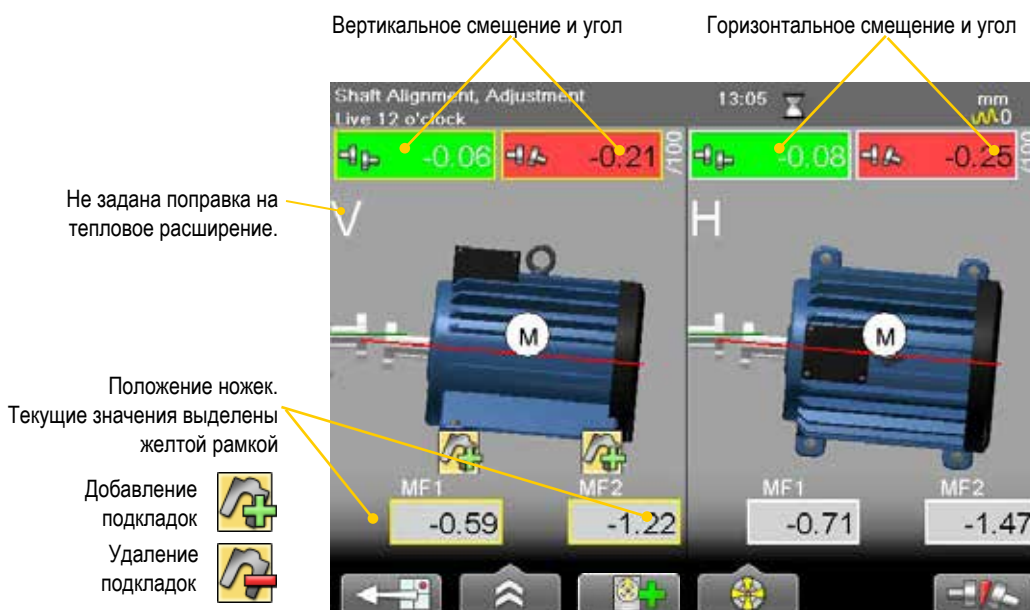 Вертикальное смещение и угол
Горизонтальное смещение и угол
Shaft Alignment, Adjustment
Live 12 o'clock
13:05
mm
0
-0.06
-0.21
/100
-0.08
-0.25
/100
Не задана поправка на
тепловое расширение.
V
H
M
M
Положение ножек.
Текущие значения выделены
желтой рамкой
MF1
MF2
MF1
MF2
-0.59
-1.22
-0.71
-1.47
Добавление
подкладок
Удаление
подкладок